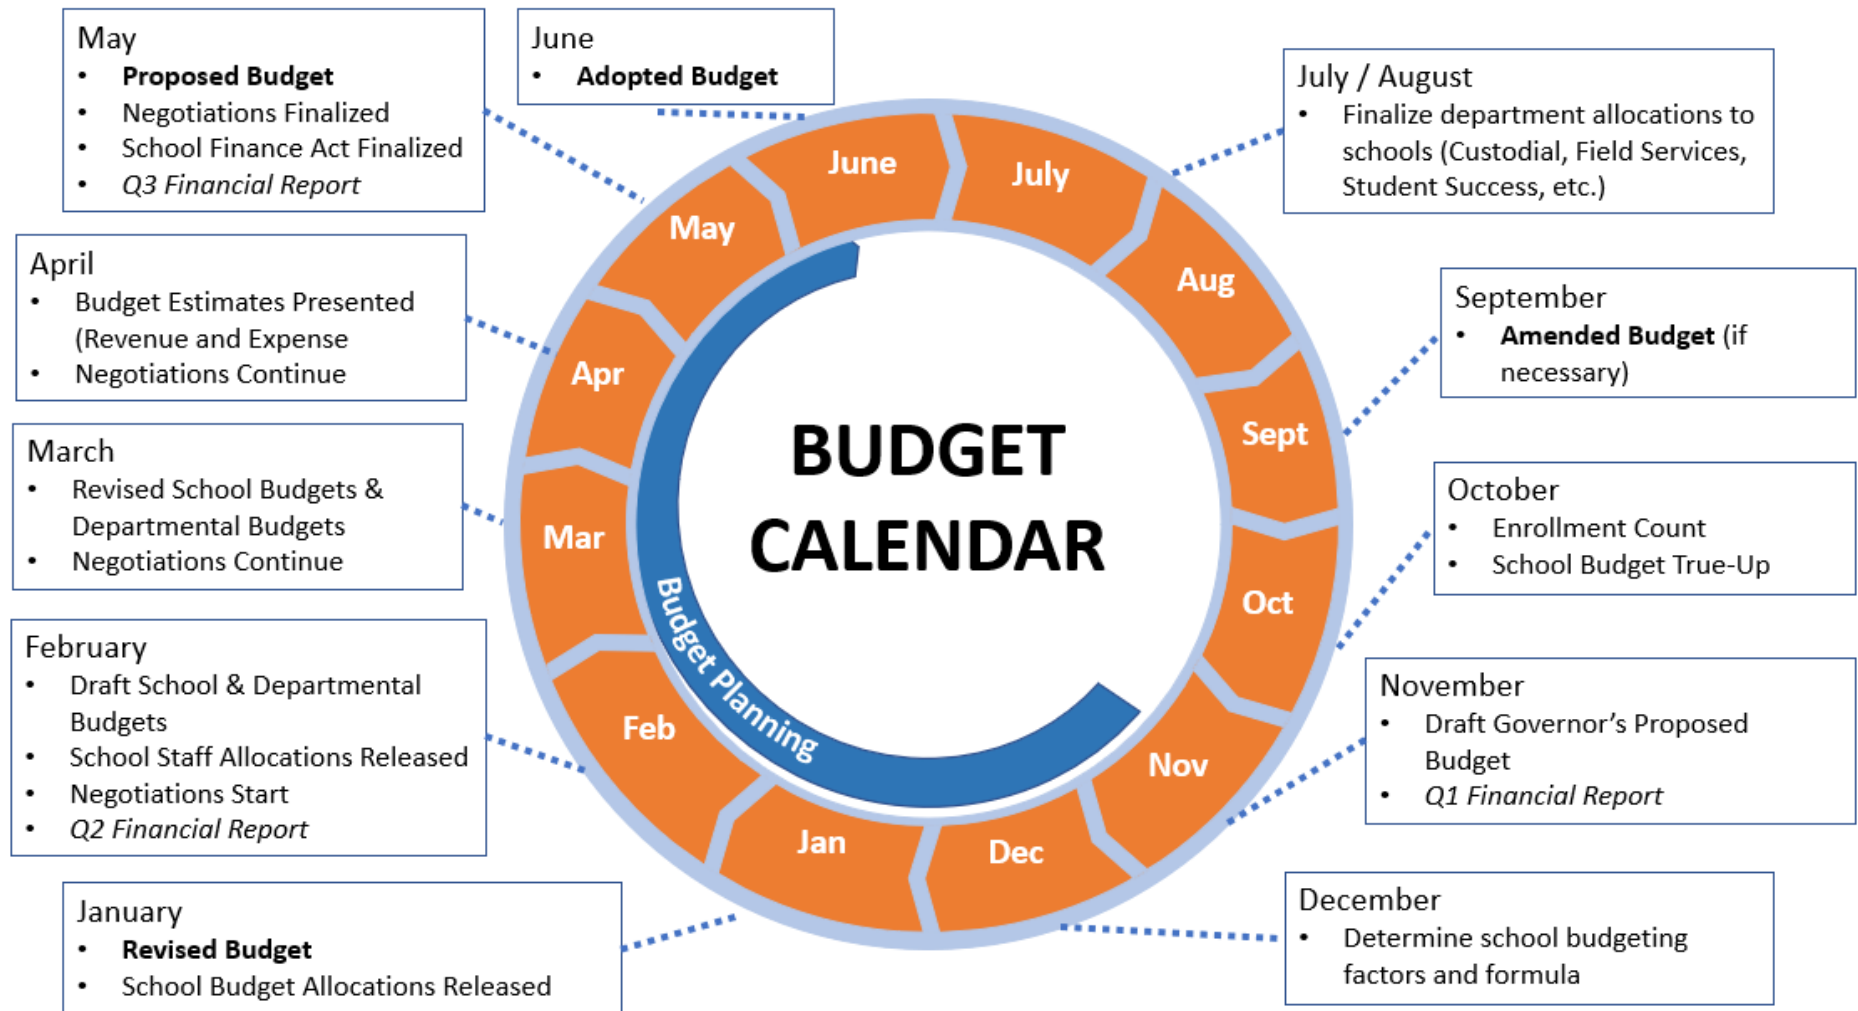 May
• Proposed Budget
• Negotiations Finalized
• School Finance Act Finalized
• Q3 Financial Report
June
• Adopted Budget
July / August
• Finalize department allocations to
schools (Custodial, Field Services,
Student Success, etc.)
April
• Budget Estimates Presented
(Revenue and Expense
• Negotiations Continue
September
• Amended Budget (if
necessary)
March
• Revised School Budgets &
Departmental Budgets
• Negotiations Continue
October
• Enrollment Count
• School Budget True-Up
February
• Draft School & Departmental
Budgets
• School Staff Allocations Released
• Negotiations Start
• Q2 Financial Report
November
• Draft Governor’s Proposed
Budget
• Q1 Financial Report
January
• Revised Budget
• School Budget Allocations Released
December
• Determine school budgeting
factors and formula
June
July
Aug
Sept
Oct
Nov
Dec
Jan
Feb
Mar
Apr
May
BUDGET
CALENDAR
Budget Planning